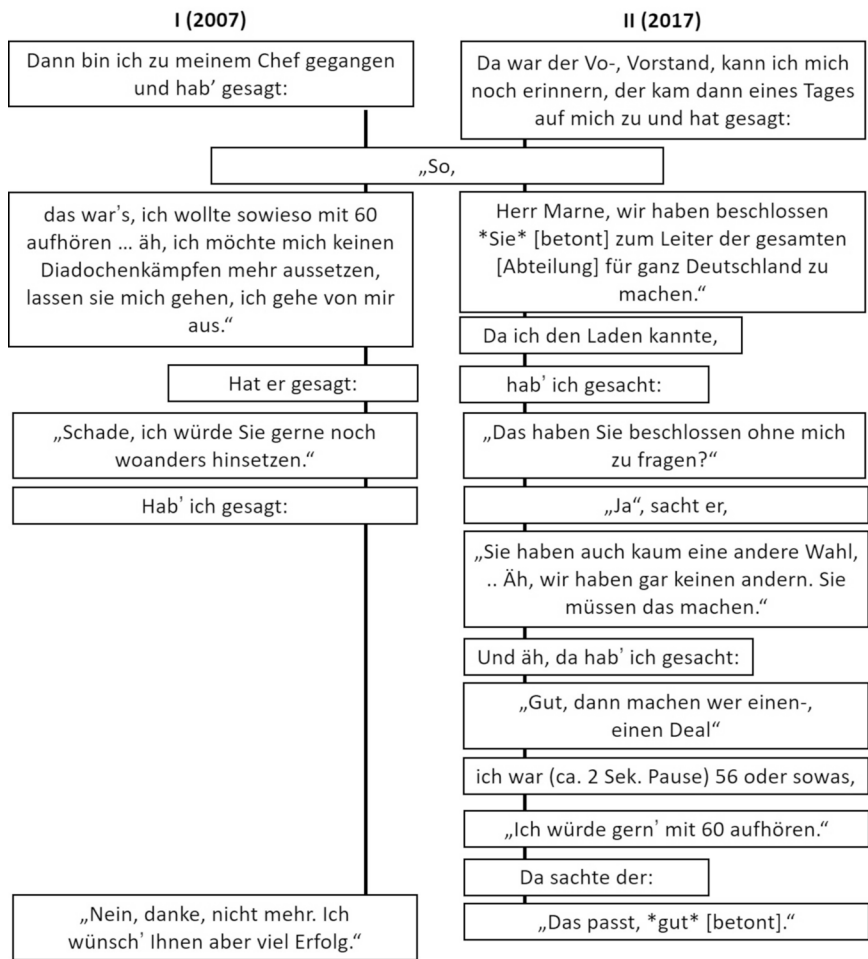 I (2007)
Dann bin ich zu meinem Chef gegangen
und hab’ gesagt:
II (2017)
Da war der Vo-, Vorstand, kann ich mich
noch erinnern, der kam dann eines Tages
auf mich zu und hat gesagt:
„So,
das war’s, ich wollte sowieso mit 60
aufhören ... äh, ich möchte mich keinen
Diadochenkämpfen mehr aussetzen,
lassen sie mich gehen, ich gehe von mir
aus.“
Hat er gesagt:
„Schade, ich würde Sie gerne noch
woanders hinsetzen.“
Hab’ ich gesagt:
„Nein, danke, nicht mehr. Ich
wünsch’ Ihnen aber viel Erfolg.“
Herr Marne, wir haben beschlossen
*Sie* [betont] zum Leiter der gesamten
[Abteilung] für ganz Deutschland zu
machen.“
Da ich den Laden kannte,
hab’ ich gesacht:
„Das haben Sie beschlossen ohne mich
zu fragen?“
„Ja“, sacht er,
„Sie haben auch kaum eine andere Wahl,
.. Äh, wir haben gar keinen andern. Sie
müssen das machen.“
Und äh, da hab’ ich gesacht:
„Gut, dann machen wer einen-,
einen Deal“
ich war (ca. 2 Sek. Pause) 56 oder sowas,
„Ich würde gern’ mit 60 aufhören.“
Da sachte der:
„Das passt, *gut* [betont].“